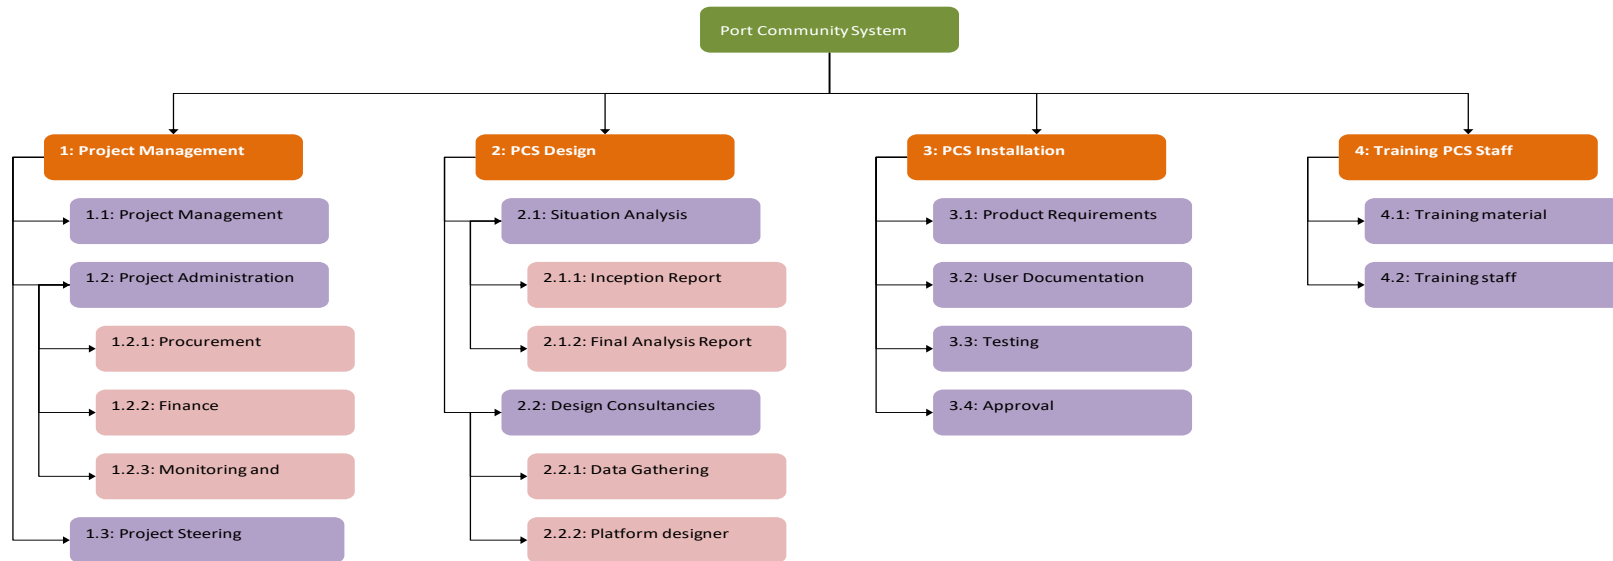 Port Community System
1: Project Management
1.1: Project Management
1.2: Project Administration
1.2.1: Procurement
1.2.2: Finance
1.2.3: Monitoring and
1.3: Project Steering
2: PCS Design
2.1: Situation Analysis
2.1.1: Inception Report
2.1.2: Final Analysis Report
2.2: Design Consultancies
2.2.1: Data Gathering
2.2.2: Platform designer
3: PCS Installation
3.1: Product Requirements
3.2: User Documentation
3.3: Testing
3.4: Approval
4: Training PCS Staff
4.1: Training material
4.2: Training staff